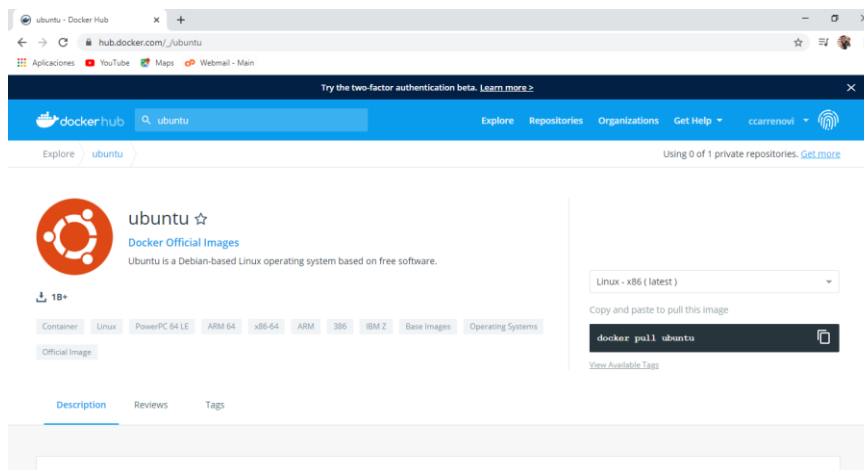 ubuntu - Docker Hub
hub.docker.com/_/ubuntu
Aplicaciones YouTube Maps Webmail - Main
Try the two-factor authentication beta. Learn more >
dockerhub ubuntu Explore Repositories Organizations Get Help ccarrenovi
Explore ubuntu Using 0 of 1 private repositories. Get more
ubuntu
Docker Official Images
Ubuntu is a Debian-based Linux operating system based on free software.
1B+
Container Linux PowerPC 64 LE ARM 64 x86-64 ARM 386 IBM Z Base Images Operating Systems
Official Image
Linux - x86 ( latest )
Copy and paste to pull this image
docker pull ubuntu
View Available Tags
Description Reviews Tags